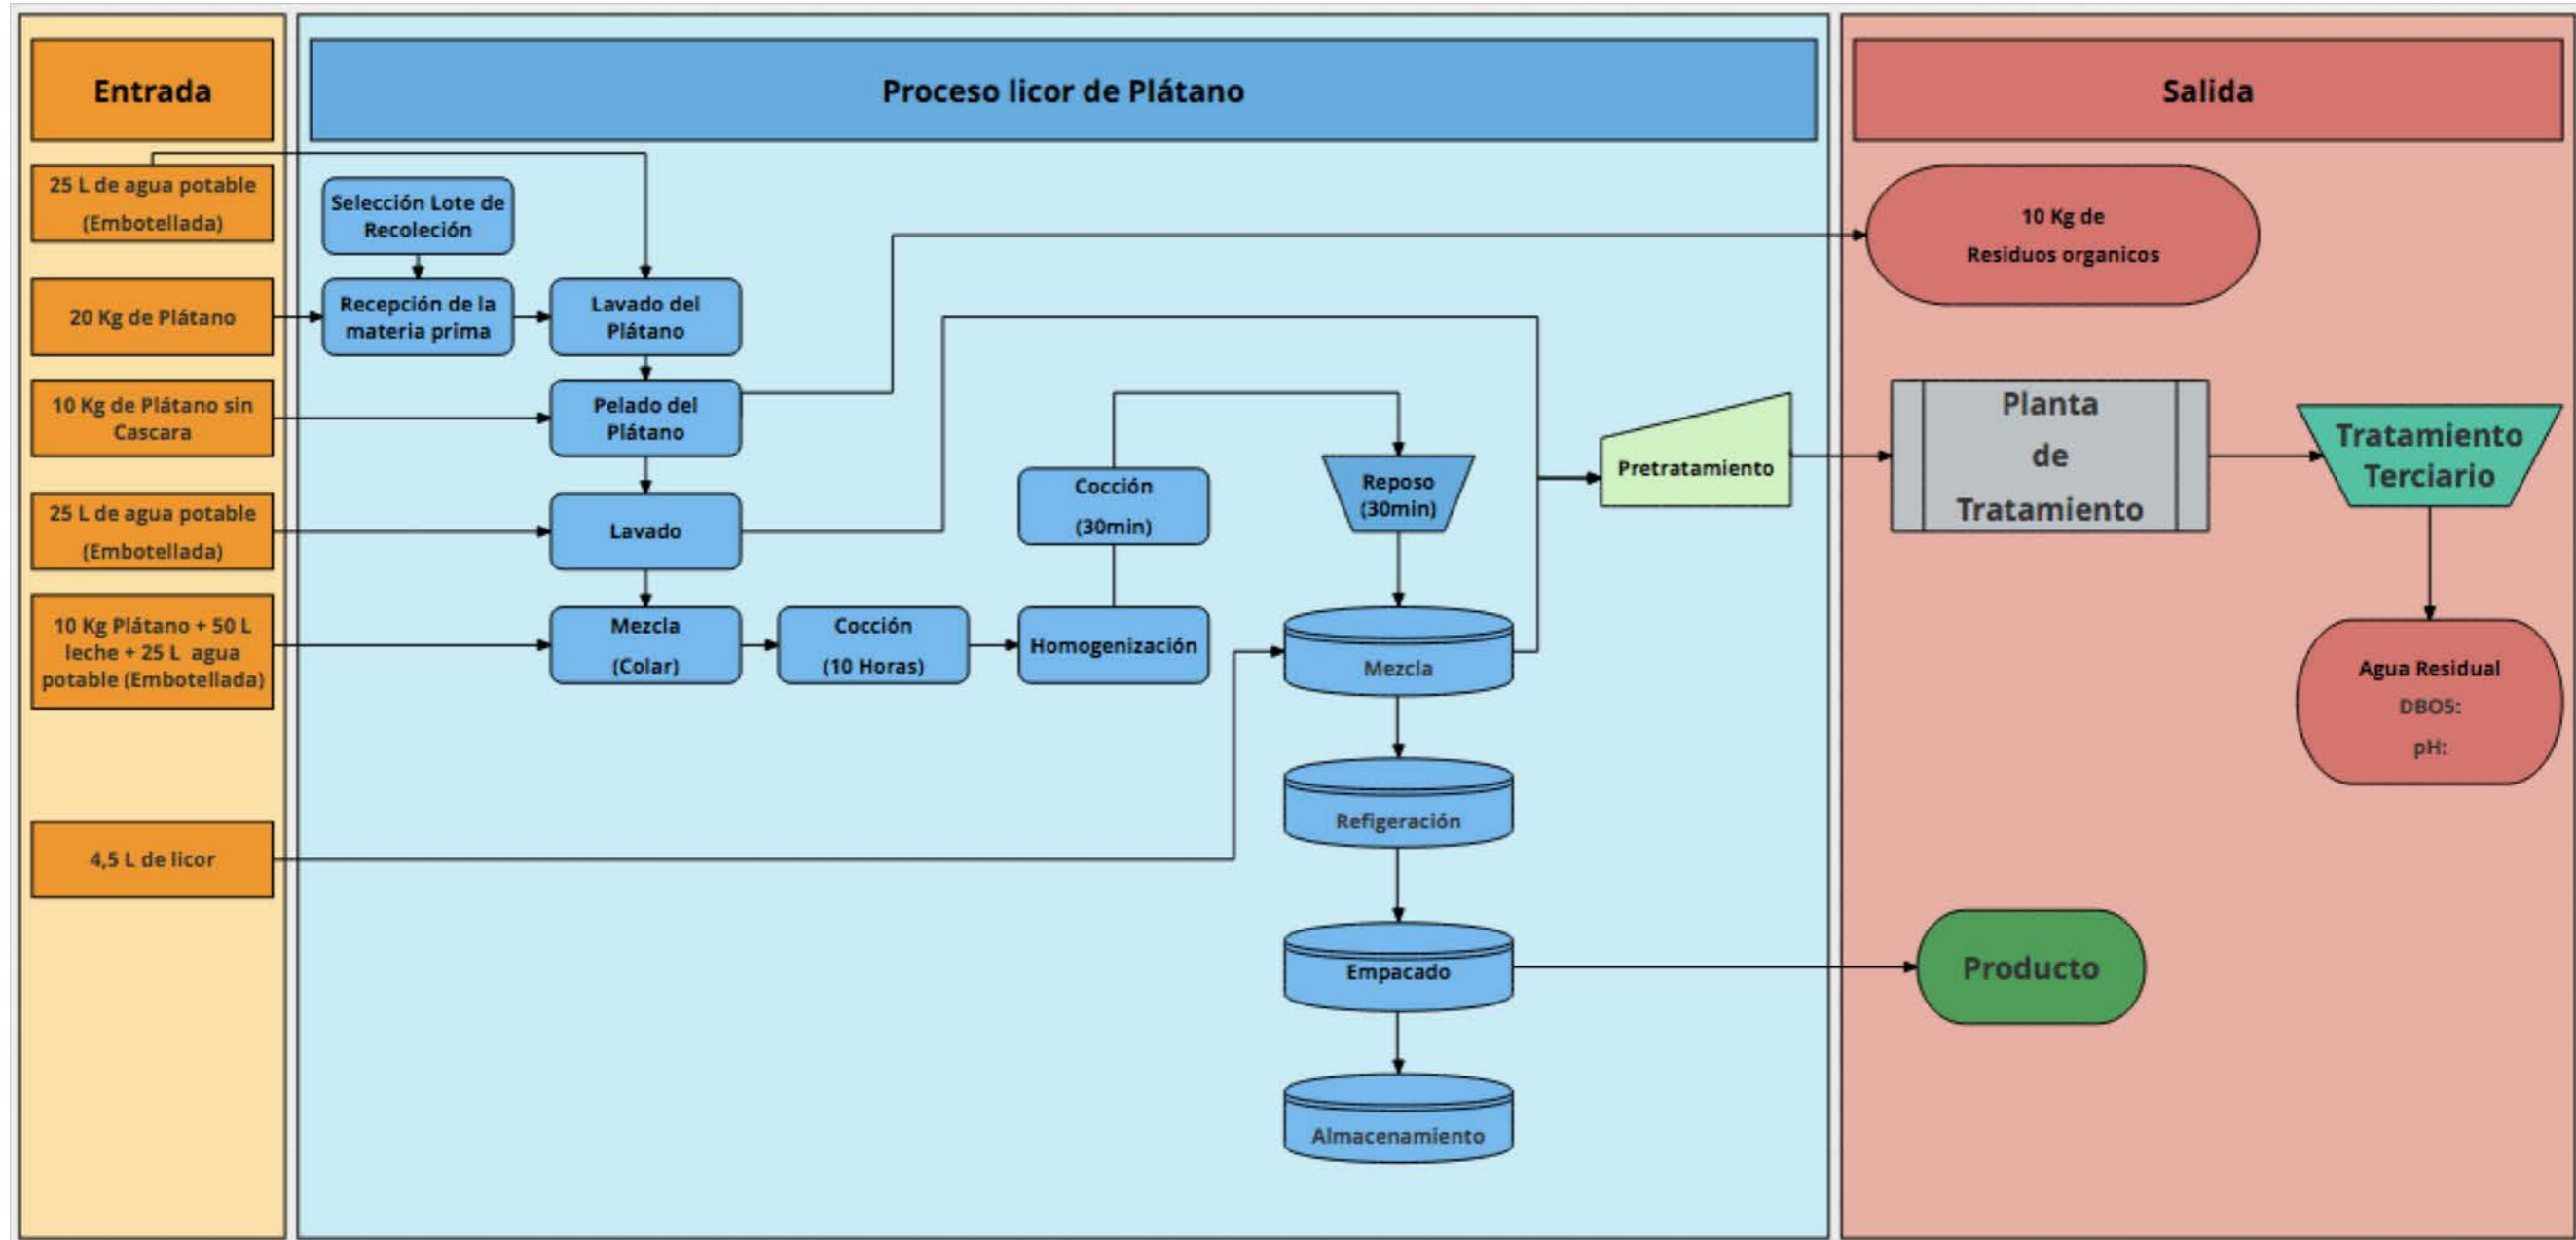 Entrada
Proceso licor de Plátano
Salida
25 L de agua potable
(Embotellada)
20 Kg de Plátano
10 Kg de Plátano sin
Cascara
25 L de agua potable
(Embotellada)
10 Kg Plátano + 50 L
leche + 25 L agua
potable (Embotellada)
4,5 L de licor
Selección Lote de
Recoleción
Recepción de la
materia prima
Lavado del
Plátano
Pelado del
Plátano
Lavado
Mezcla
(Colar)
Cocción
(10 Horas)
Homogenización
Cocción
(30min)
Reposo
(30min)
Mezcla
Refigeración
Empacado
Almacenamiento
Pretratamiento
10 Kg de
Residuos organicos
Planta
de
Tratamiento
Tratamiento
Terciario
Agua Residual
DBO5:
pH:
Producto